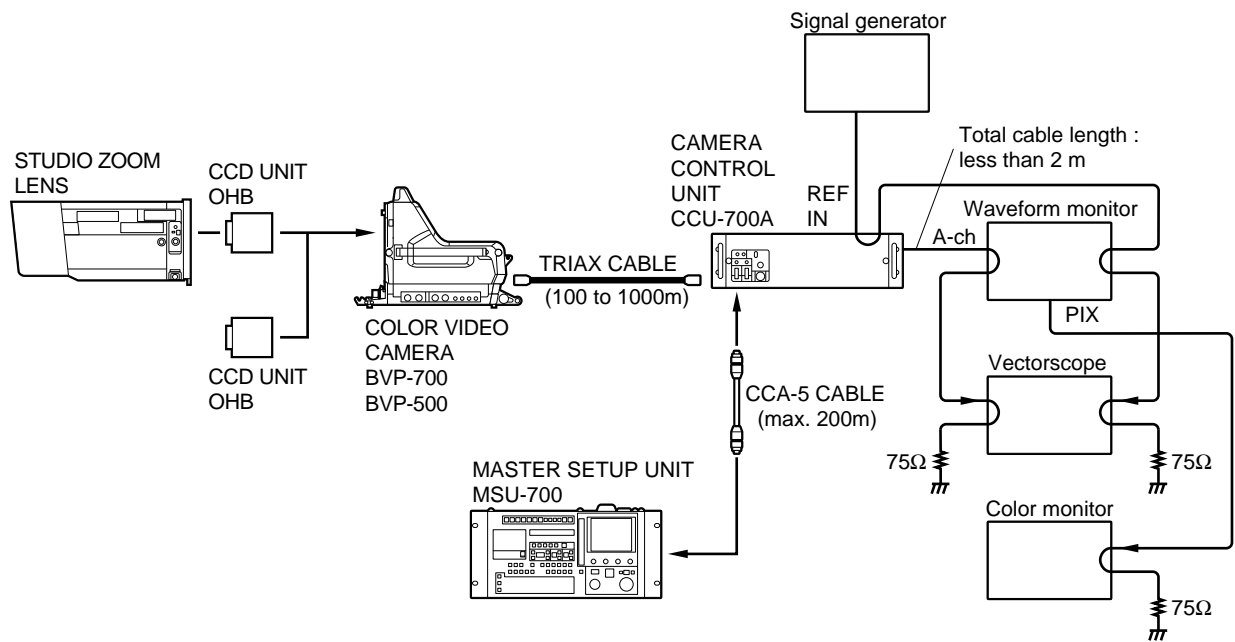 Signal generator
STUDIO ZOOM
LENS
CCD UNIT
OHB
CCD UNIT
OHB
COLOR VIDEO
CAMERA
BVP-700
BVP-500
TRIAX CABLE
(100 to 1000m)
CAMERA
CONTROL
UNIT
CCU-700A
REF
IN
Total cable length :
less than 2 m
A-ch
Waveform monitor
PIX
Vectorscope
75Ω
75Ω
CCA-5 CABLE
(max. 200m)
MASTER SETUP UNIT
MSU-700
Color monitor
75Ω